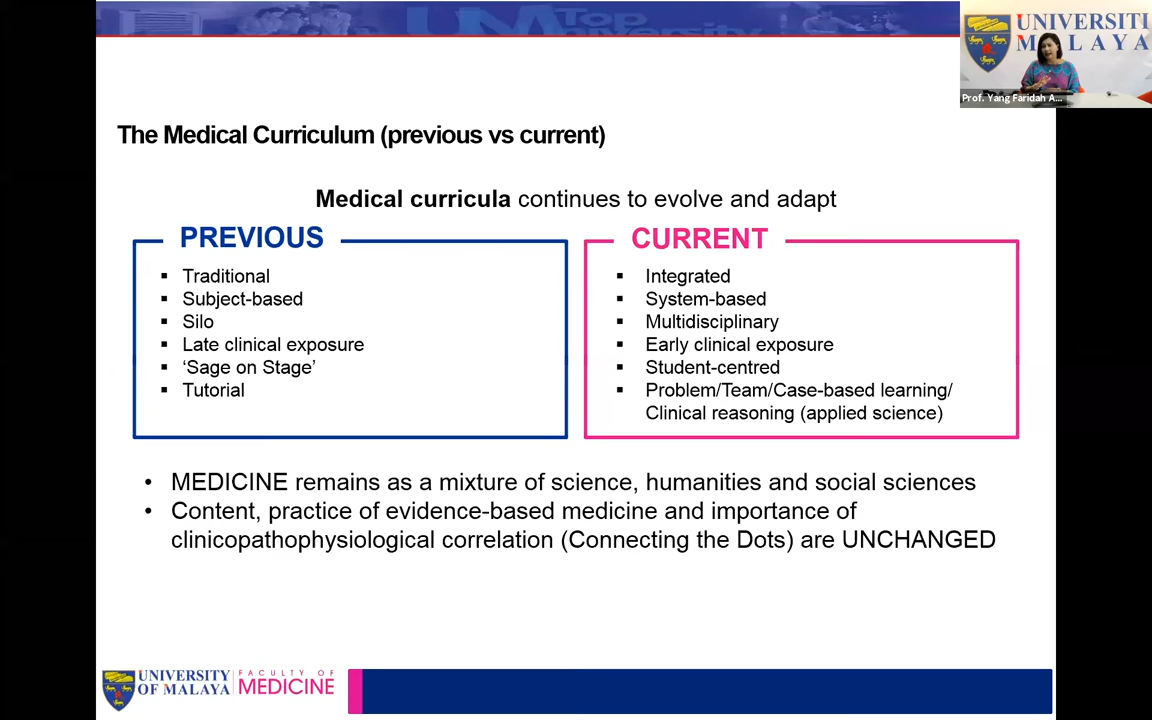 UM Top
University
UNIVERSITI
MALAYA
Prof. Yang Faridah A...
The Medical Curriculum (previous vs current)
Medical curricula continues to evolve and adapt
PREVIOUS
▪ Traditional
▪ Subject-based
▪ Silo
▪ Late clinical exposure
▪ ‘Sage on Stage’
▪ Tutorial
CURRENT
▪ Integrated
▪ System-based
▪ Multidisciplinary
▪ Early clinical exposure
▪ Student-centred
▪ Problem/Team/Case-based learning/
Clinical reasoning (applied science)
• MEDICINE remains as a mixture of science, humanities and social sciences
• Content, practice of evidence-based medicine and importance of
clinicopathophysiological correlation (Connecting the Dots) are UNCHANGED
UNIVERSITY
OF MALAYA
FACULTY OF
MEDICINE